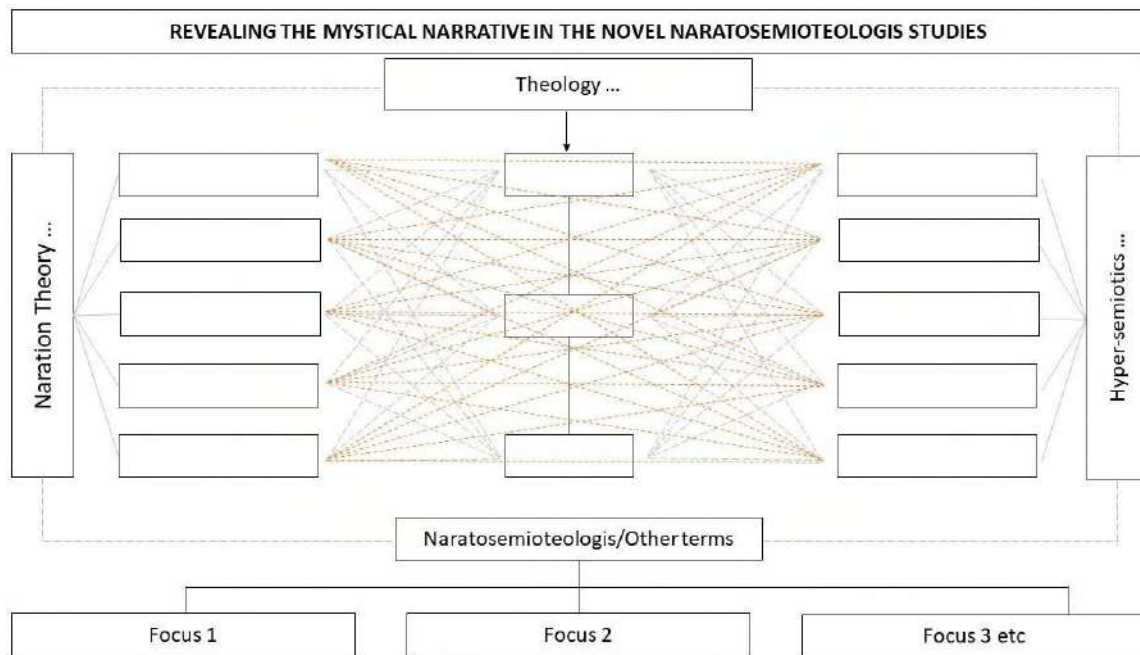 REVEALING THE MYSTICAL NARRATIVE IN THE NOVEL NARATOSEMIOTEOLOGIS STUDIES
Theology ...
Naration Theory ...
Hyper-semiotics ...
Naratosemioteologis/Other terms
Focus 1
Focus 2
Focus 3 etc